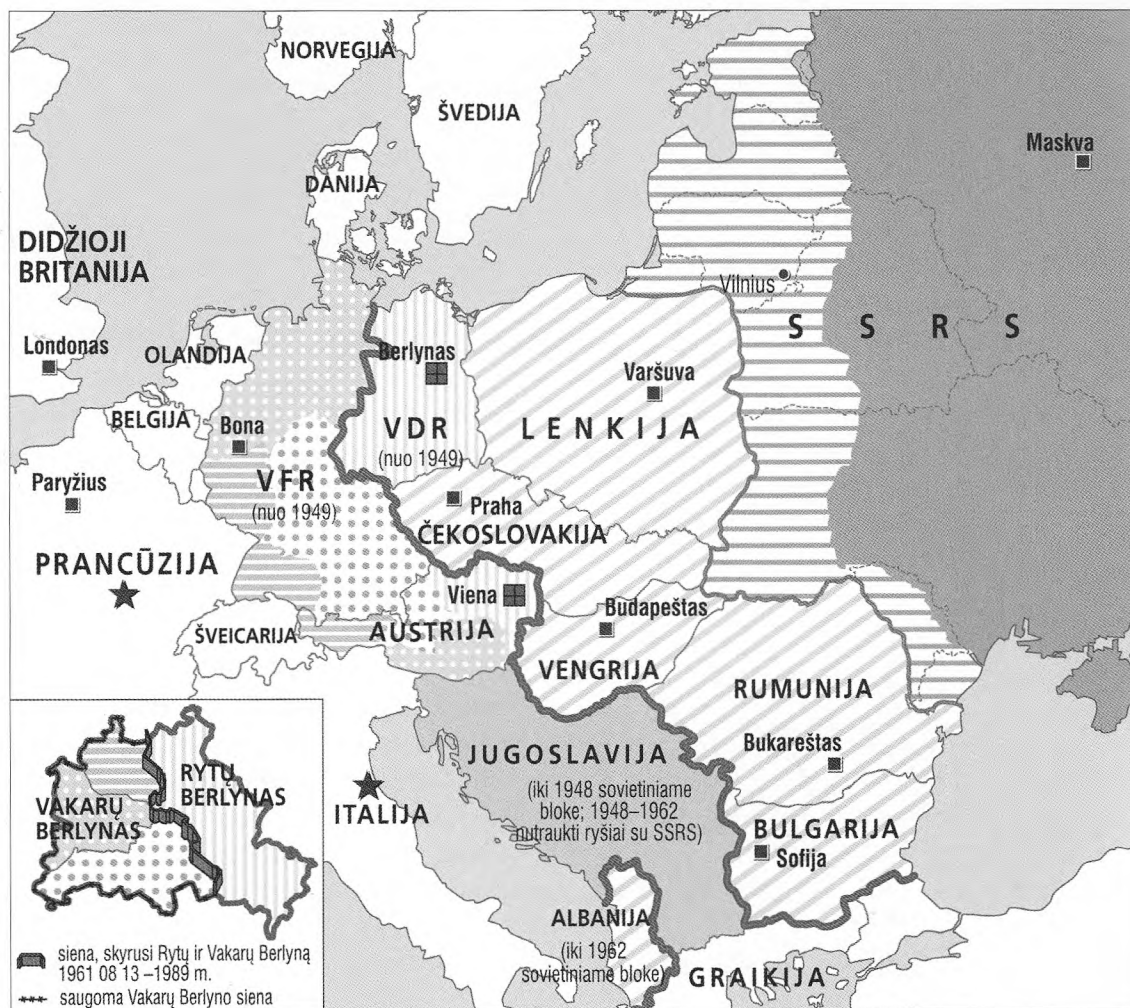 NORVEGIJA
ŠVEDIJA
Maskva
DANIJA
DIDŽIOJI
BRITANIJA
Vilnius
S S R S
Londonas
OLANDIJA
Berlynas
Varšuva
BELGIJA
Bona
VDR
(nuo 1949)
LENKIJA
Paryžius
VFR
(nuo 1949)
Praha
ČEKOSLOVAKIJA
PRANCŪZIJA
Viena
Budapeštas
ŠVEICARIJA
AUSTRIJA
VENGRIJA
RUMUNIJA
JUGOSLAVIJA
(iki 1948 sovietiniame
bloke; 1948–1962
nutraukti ryšiai su SSRS)
Bukareštas
RYTŲ
BERLYNAS
VAKARŲ
BERLYNAS
ITALIJA
BULGARIJA
Sofija
ALBANIJA
(iki 1962
sovietiniame bloke)
GRAIKIJA
siena, skyrusi Rytų ir Vakarų Berlyną
1961 08 13 –1989 m.
saugoma Vakarų Berlyno siena